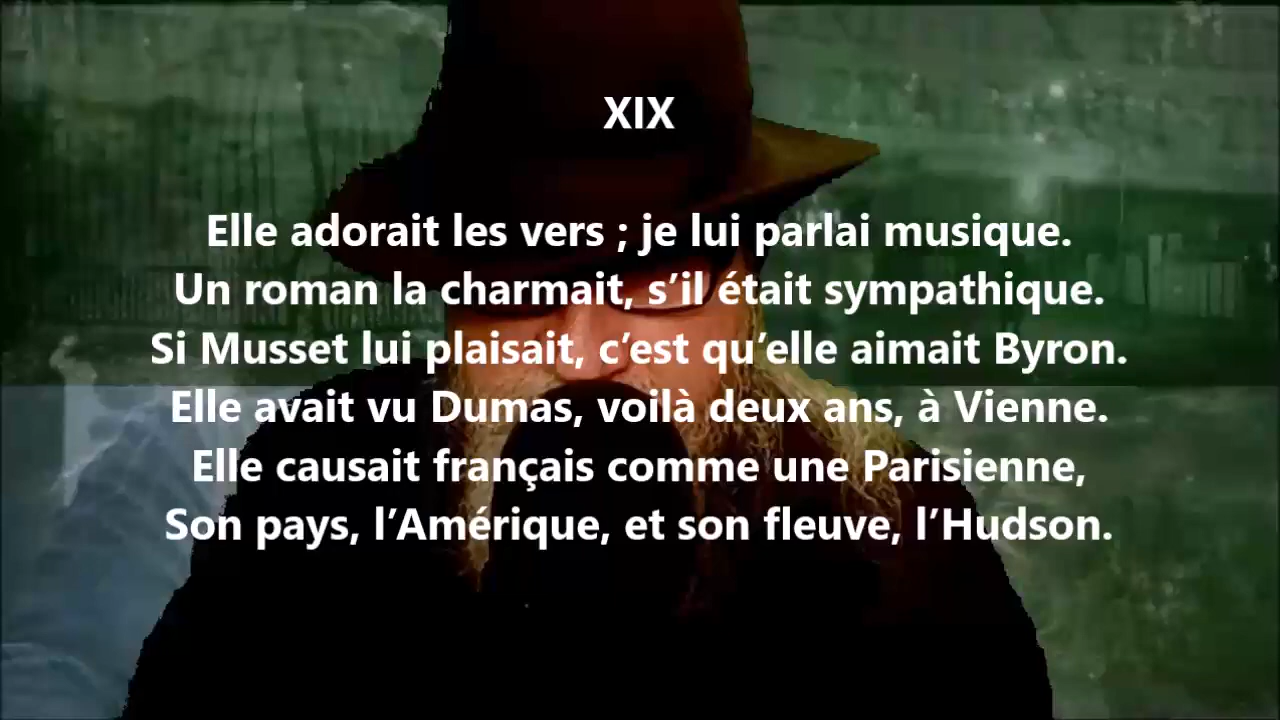 XIX
Elle adorait les vers ; je lui parlai musique.
Un roman la charmait, s’il était sympathique.
Si Musset lui plaisait, c’est qu’elle aimait Byron.
Elle avait vu Dumas, voilà deux ans, à Vienne.
Elle causait français comme une Parisienne,
Son pays, l’Amérique, et son fleuve, l’Hudson.